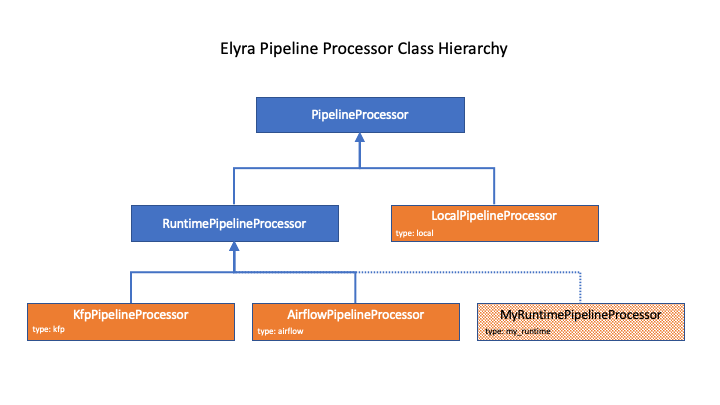 Elyra Pipeline Processor Class Hierarchy
PipelineProcessor
RuntimePipelineProcessor
LocalPipelineProcessor
type: local
KfpPipelineProcessor
type: kfp
AirflowPipelineProcessor
type: airflow
MyRuntimePipelineProcessor
type: my_runtime